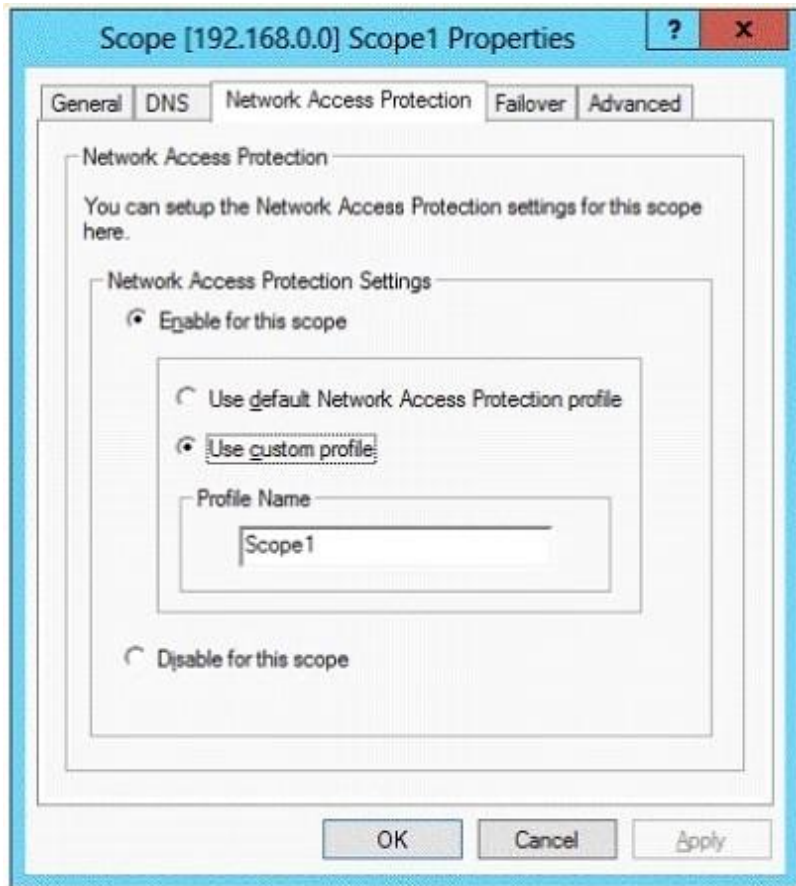 Scope [192.168.0.0] Scope1 Properties
?
x
General
DNS
Network Access Protection
Failover
Advanced
Network Access Protection
You can setup the Network Access Protection settings for this scope
here.
Network Access Protection Settings
Enable for this scope
Use default Network Access Protection profile
Use custom profile
Profile Name
Scope1
Disable for this scope
OK
Cancel
Apply